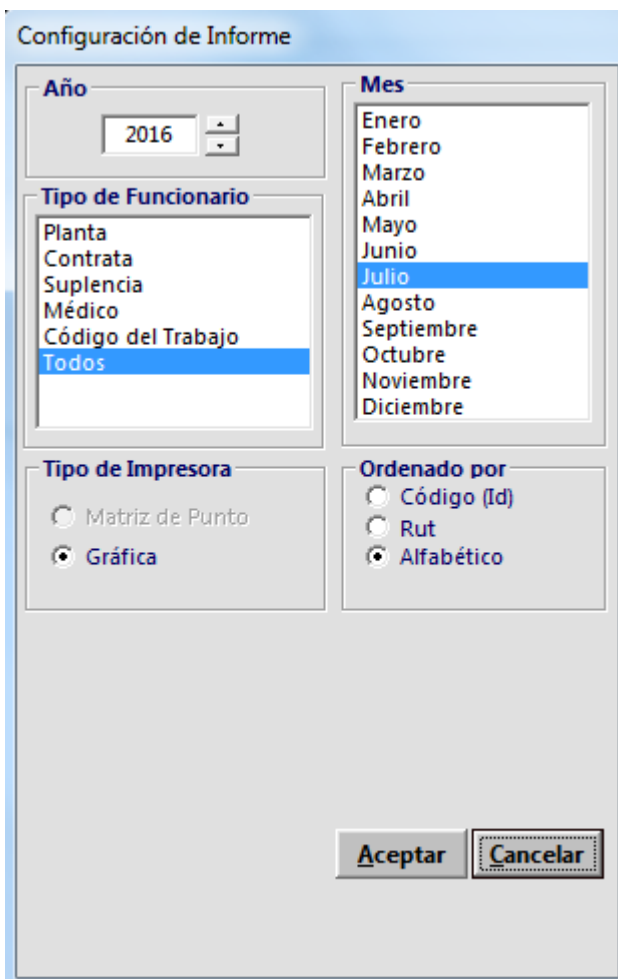 Configuración de Informe
Año
2016
Mes
Enero
Febrero
Marzo
Abril
Mayo
Junio
Julio
Agosto
Septiembre
Octubre
Noviembre
Diciembre
Tipo de Funcionario
Planta
Contrata
Suplencia
Médico
Código del Trabajo
Todos
Tipo de Impresora
Matriz de Punto
Gráfica
Ordenado por
Código (Id)
Rut
Alfabético
Aceptar
Cancelar